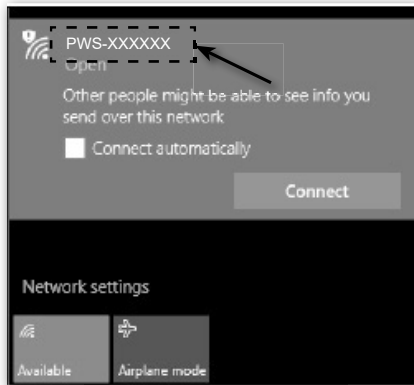 PWS-XXXXXX
Open
Other people might be able to see info you
send over this network
Connect automatically
Connect
Network settings
Available
Airplane mode